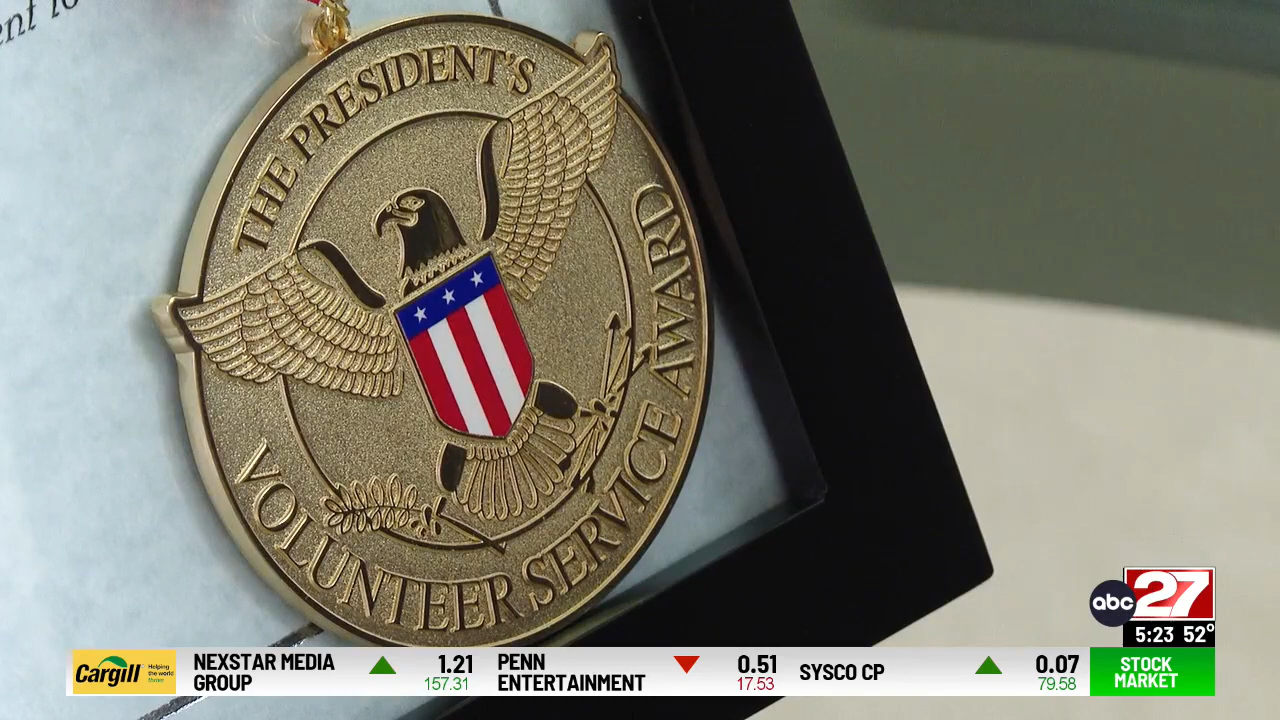 THE PRESIDENT'S
VOLUNTEER SERVICE AWARD
abc 27
5:23 52°
Cargill Helping the world thrive
NEXSTAR MEDIA GROUP 1.21 157.31
PENN ENTERTAINMENT 0.51 17.53
SYSCO CP 0.07 79.58
STOCK MARKET